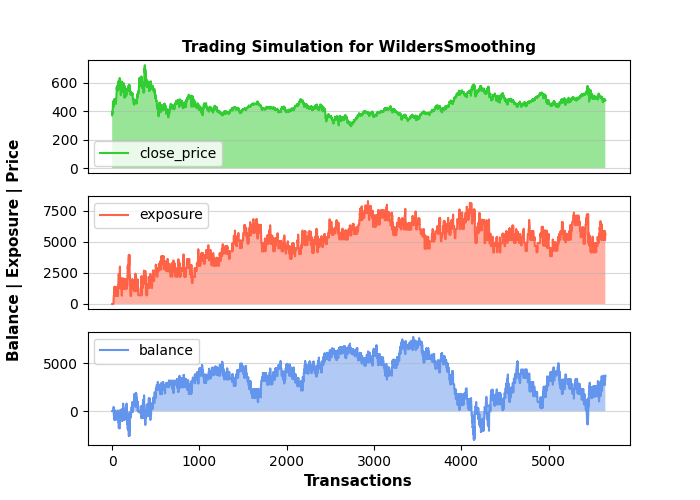 Trading Simulation for WildersSmoothing
Balance | Exposure | Price
600
400
200
0
close_price
7500
5000
2500
0
exposure
5000
0
balance
0 1000 2000 3000 4000 5000
Transactions